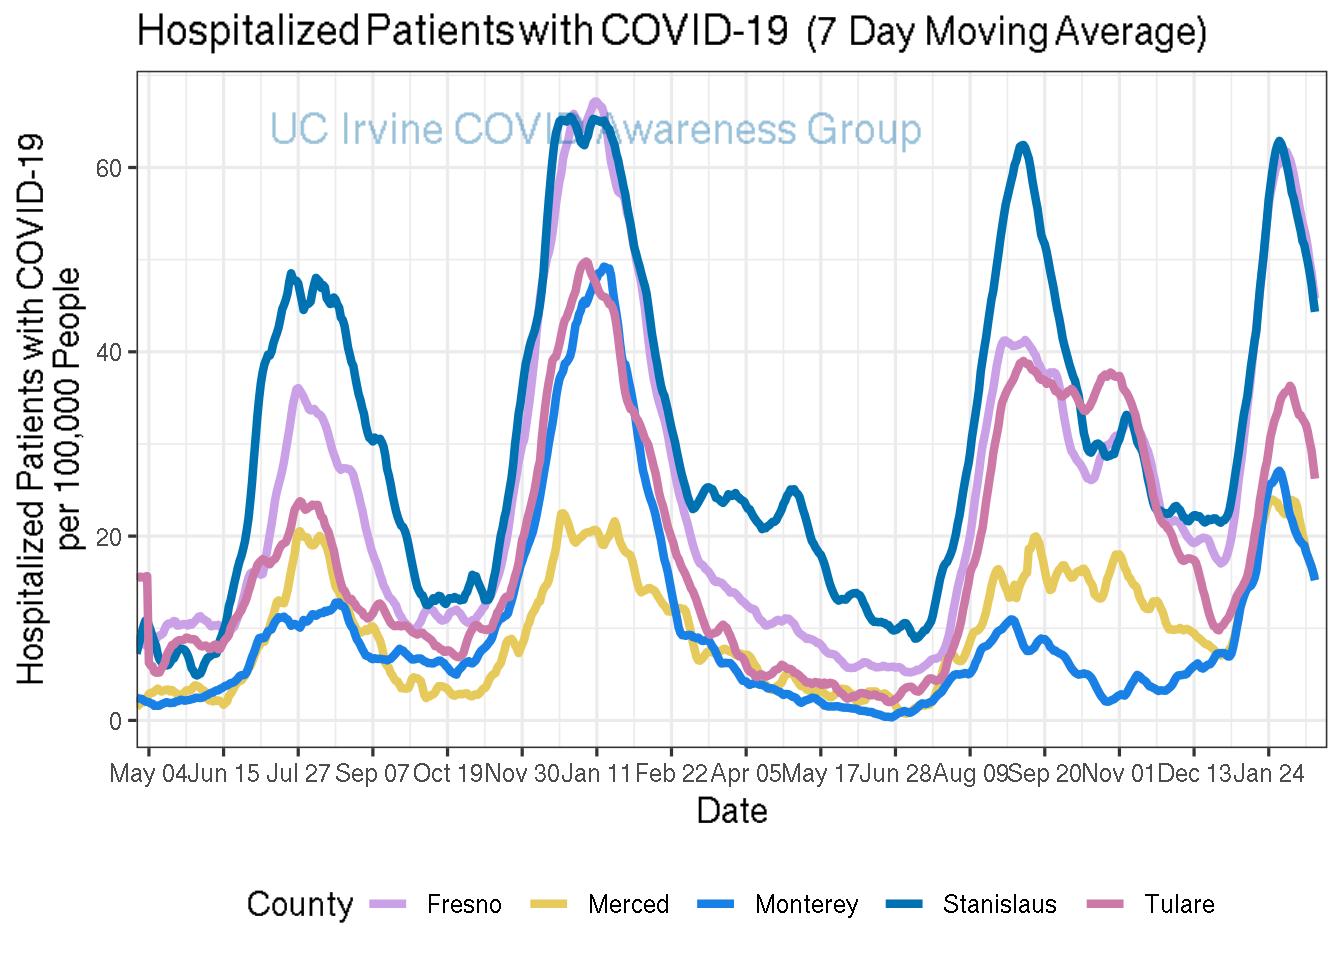 Hospitalized Patients with COVID-19 (7 Day Moving Average)
UC Irvine COVID Awareness Group
Hospitalized Patients with COVID-19
per 100,000 People
60
40
20
0
May 04 Jun 15 Jul 27 Sep 07 Oct 19 Nov 30 Jan 11 Feb 22 Apr 05 May 17 Jun 28 Aug 09 Sep 20 Nov 01 Dec 13 Jan 24
Date
County Fresno Merced Monterey Stanislaus Tulare